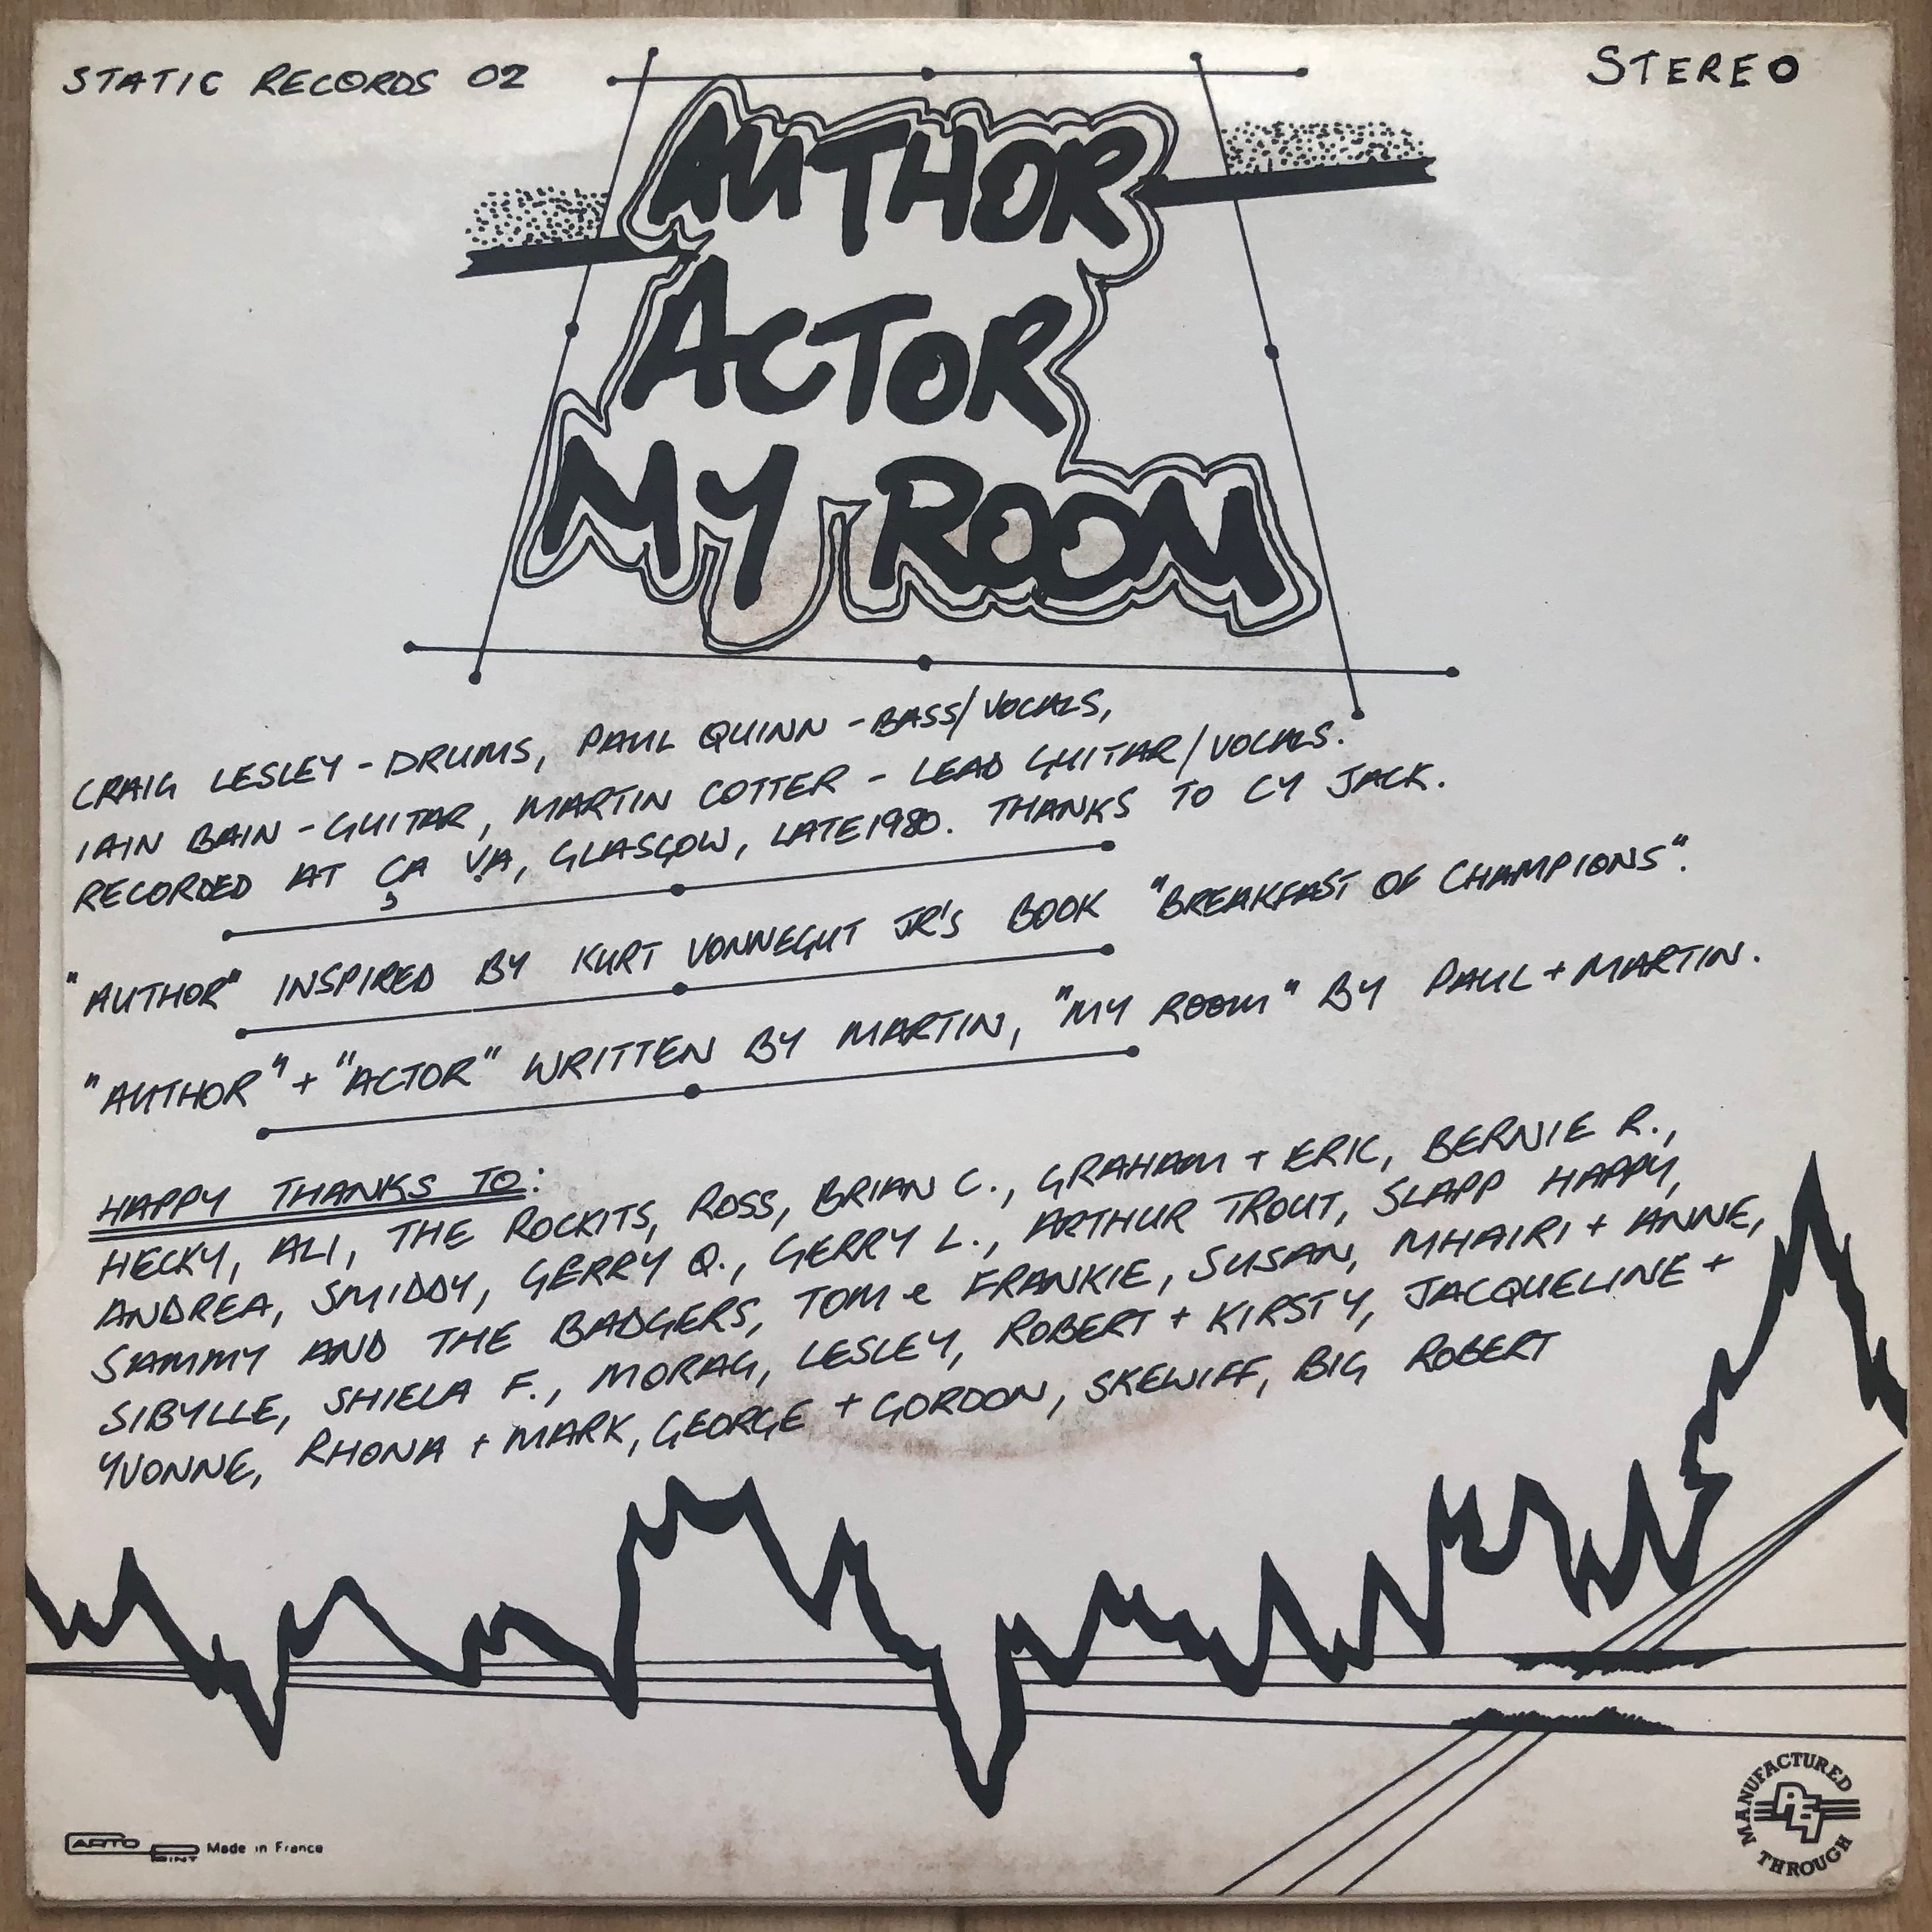 STATIC RECORDS 02
STEREO
AUTHOR
ACTOR
MY ROOM
CRAIG LESLEY - DRUMS, PAUL QUINN - BASS/VOCALS,
IAIN BAIN - GUITAR, MARTIN COTTER - LEAD GUITAR/VOCALS.
RECORDED AT ÇA VA, GLASGOW, LATE 1980. THANKS TO CY JACK.
"AUTHOR" INSPIRED BY KURT VONNEGUT JR'S BOOK "BREAKFAST OF CHAMPIONS".
"AUTHOR" + "ACTOR" WRITTEN BY MARTIN, "MY ROOM" BY PAUL + MARTIN.
HAPPY THANKS TO:
HECKY, ALI, THE ROCKITS, ROSS, BRIAN C., GRAHAM + ERIC, BERNIE R.,
ANDREA, SMIDDY, GERRY Q., GERRY L., ARTHUR TROUT, SLAPP HAPPY,
SAMMY AND THE BADGERS, TOM e FRANKIE, SUSAN, MHAIRI + ANNE,
SIBYLLE, SHIELA F., MORAG, LESLEY, ROBERT + KIRSTY, JACQUELINE +
YVONNE, RHONA + MARK, GEORGE + GORDON, SKEWIFF, BIG ROBERT
ARTO PRINT Made in France
MANUFACTURED
THROUGH